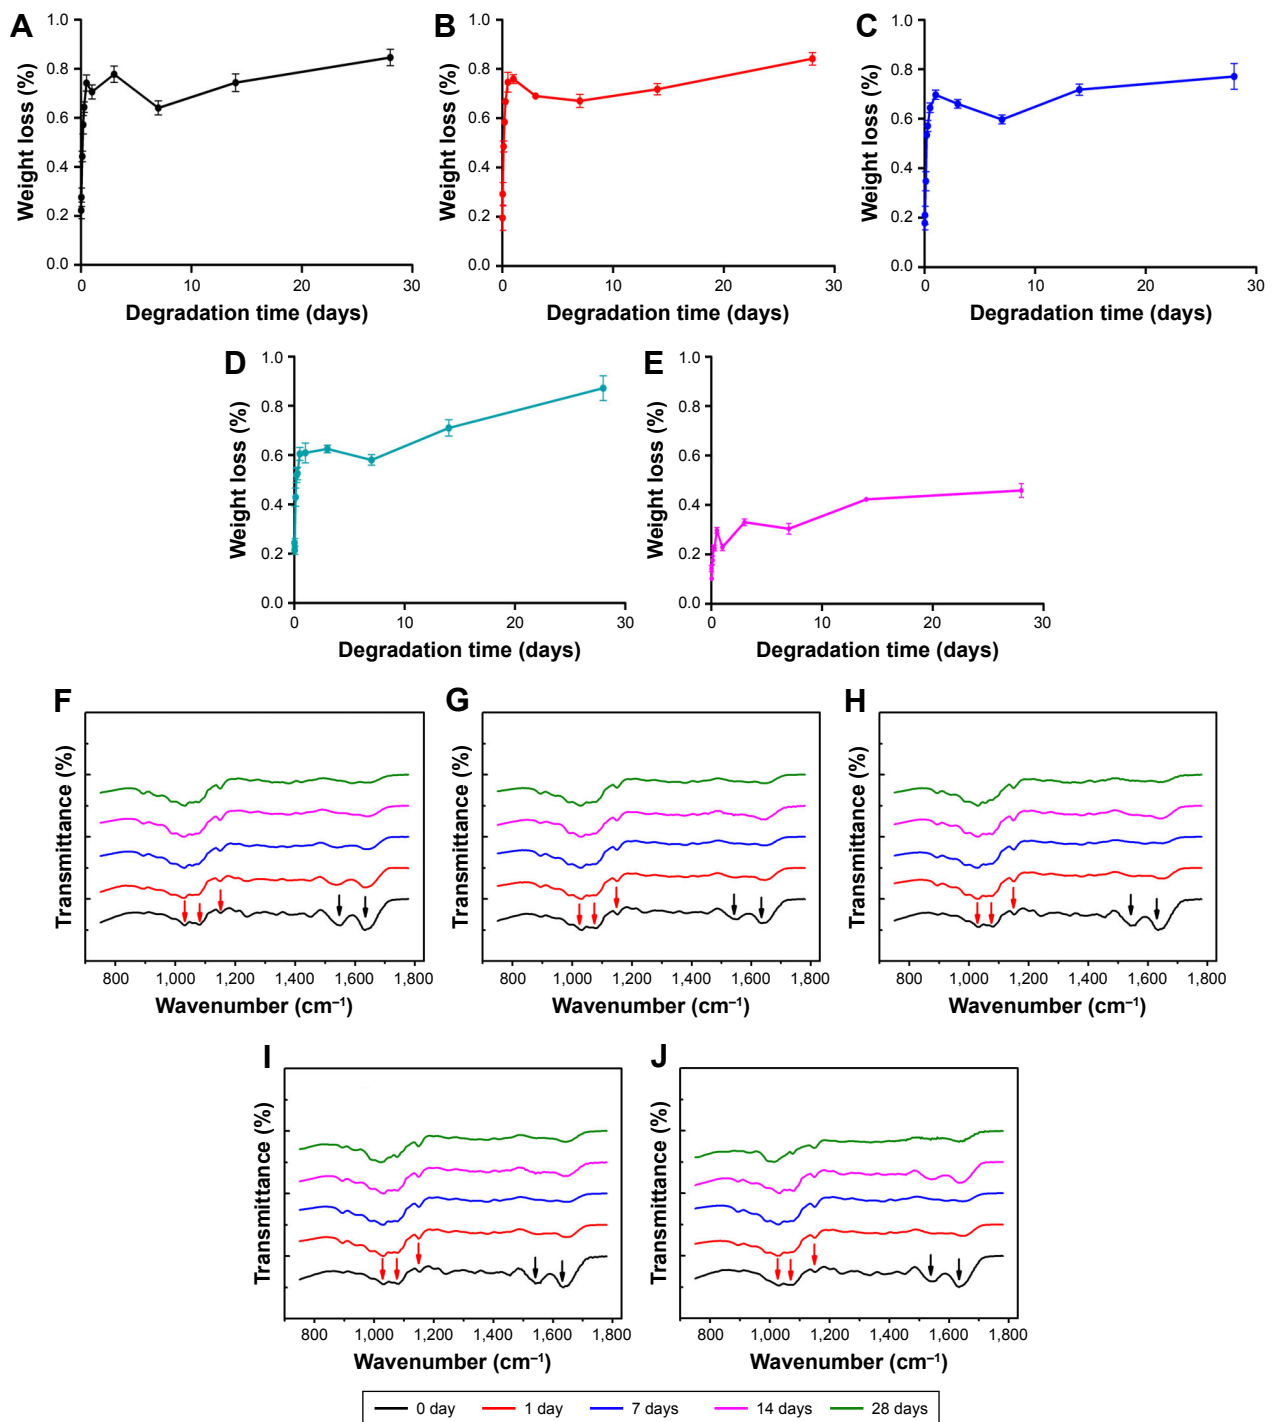 A
B
C
1.0
0.8
0.6
0.4
0.2
0.0
Weight loss (%)
0 10 20 30
Degradation time (days)
1.0
0.8
0.6
0.4
0.2
0.0
Weight loss (%)
0 10 20 30
Degradation time (days)
1.0
0.8
0.6
0.4
0.2
0.0
Weight loss (%)
0 10 20 30
Degradation time (days)
D
E
1.0
0.8
0.6
0.4
0.2
0.0
Weight loss (%)
0 10 20 30
Degradation time (days)
1.0
0.8
0.6
0.4
0.2
0.0
Weight loss (%)
0 10 20 30
Degradation time (days)
F
G
H
Transmittance (%)
800 1,000 1,200 1,400 1,600 1,800
Wavenumber (cm⁻¹)
Transmittance (%)
800 1,000 1,200 1,400 1,600 1,800
Wavenumber (cm⁻¹)
Transmittance (%)
800 1,000 1,200 1,400 1,600 1,800
Wavenumber (cm⁻¹)
I
J
Transmittance (%)
800 1,000 1,200 1,400 1,600 1,800
Wavenumber (cm⁻¹)
Transmittance (%)
800 1,000 1,200 1,400 1,600 1,800
Wavenumber (cm⁻¹)
0 day 1 day 7 days 14 days 28 days